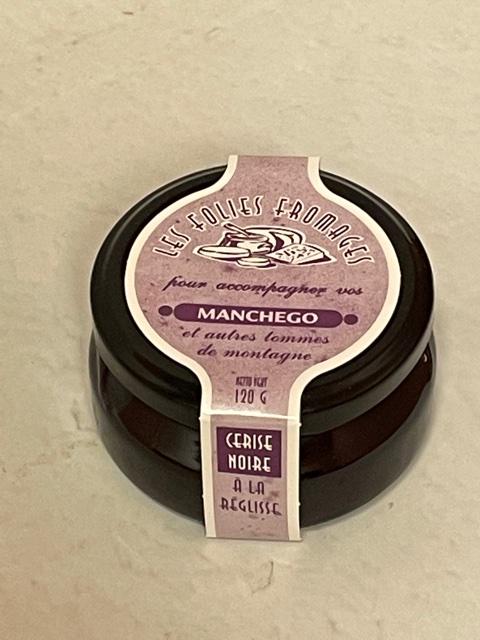 LES FOLIES FROMAGES
pour accompagner vos
MANCHEGO
et autres tommes
de montagne
120 G
CERISE
NOIRE
À LA
RÉGLISSE